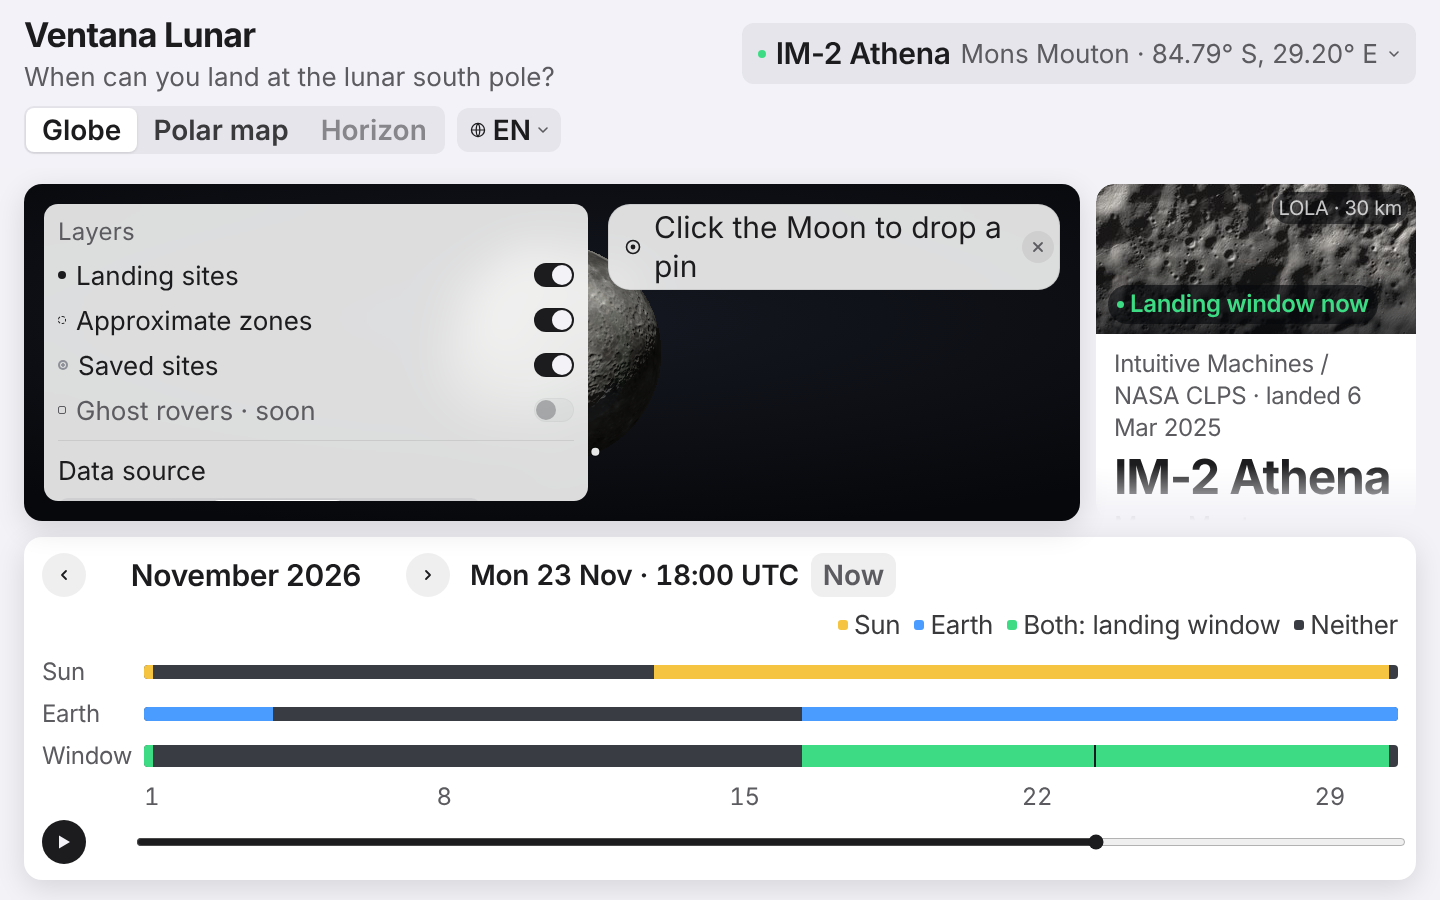 Ventana Lunar
When can you land at the lunar south pole?
IM-2 Athena Mons Mouton · 84.79° S, 29.20° E
Globe Polar map Horizon EN
Layers
Landing sites
Approximate zones
Saved sites
Ghost rovers · soon
Data source
Click the Moon to drop a
pin
LOLA · 30 km
Landing window now
Intuitive Machines /
NASA CLPS · landed 6
Mar 2025
IM-2 Athena
November 2026 Mon 23 Nov · 18:00 UTC Now
Sun Earth Both: landing window Neither
Sun
Earth
Window
1 8 15 22 29